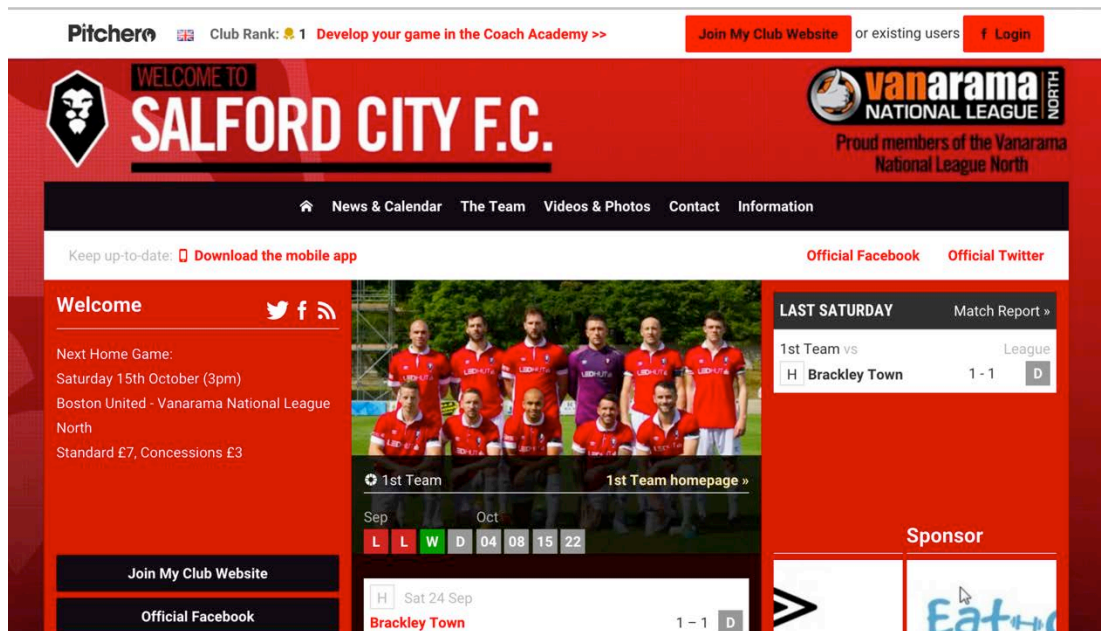 Pitchero Club Rank: 1 Develop your game in the Coach Academy >> Join My Club Website or existing users f Login
WELCOME TO
SALFORD CITY F.C.
vanarama
NATIONAL LEAGUE NORTH
Proud members of the Vanarama
National League North
News & Calendar The Team Videos & Photos Contact Information
Keep up-to-date: Download the mobile app Official Facebook Official Twitter
Welcome
Next Home Game:
Saturday 15th October (3pm)
Boston United - Vanarama National League
North
Standard £7, Concessions £3
Join My Club Website
Official Facebook
1st Team 1st Team homepage »
Sep Oct
L L W D 04 08 15 22
H Sat 24 Sep
Brackley Town 1 – 1 D
LAST SATURDAY Match Report »
1st Team vs League
H Brackley Town 1 - 1 D
Sponsor